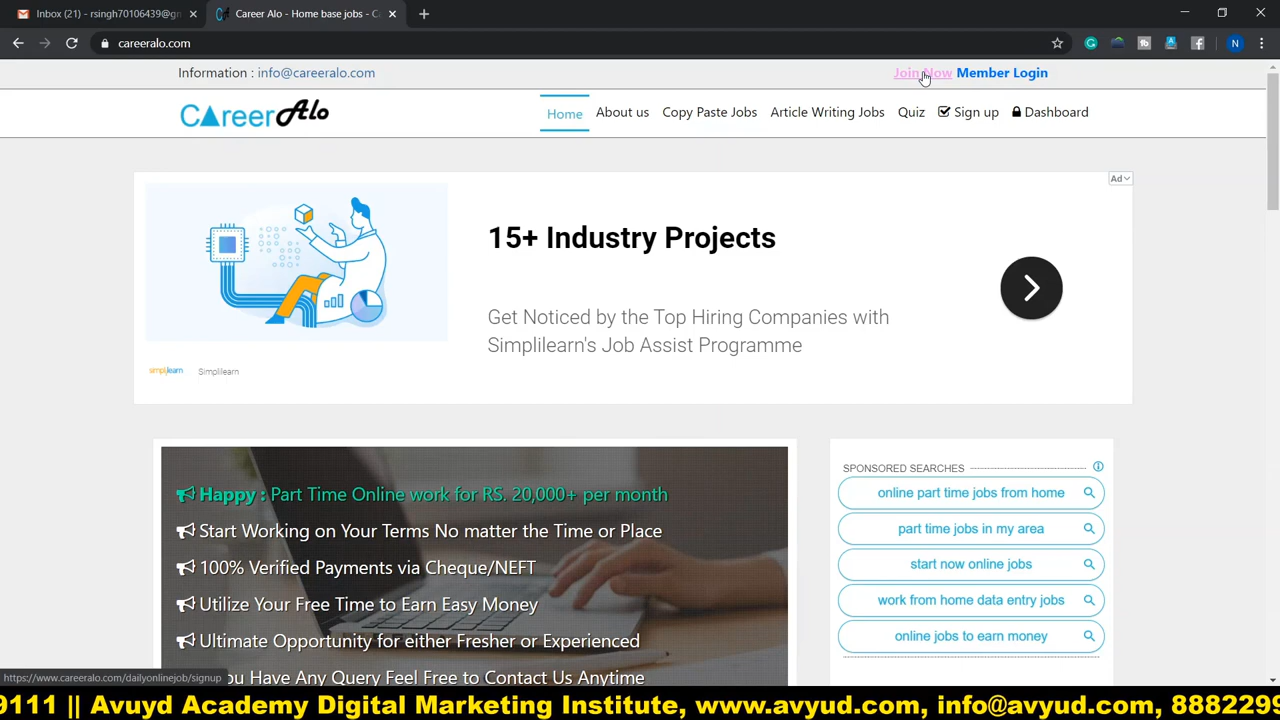 Inbox (21) - rsingh70106439@gm
Career Alo - Home base jobs - Ca
careeralo.com
Information : info@careeralo.com
Join Now Member Login
CAreer Alo
Home About us Copy Paste Jobs Article Writing Jobs Quiz Sign up Dashboard
Ad
15+ Industry Projects
Get Noticed by the Top Hiring Companies with
Simplilearn's Job Assist Programme
simplilearn Simplilearn
Happy : Part Time Online work for RS. 20,000+ per month
Start Working on Your Terms No matter the Time or Place
100% Verified Payments via Cheque/NEFT
Utilize Your Free Time to Earn Easy Money
Ultimate Opportunity for either Fresher or Experienced
ou Have Any Query Feel Free to Contact Us Anytime
SPONSORED SEARCHES
online part time jobs from home
part time jobs in my area
start now online jobs
work from home data entry jobs
online jobs to earn money
https://www.careeralo.com/dailyonlinejob/signup
9111 || Avuyd Academy Digital Marketing Institute, www.avyud.com, info@avyud.com, 8882299